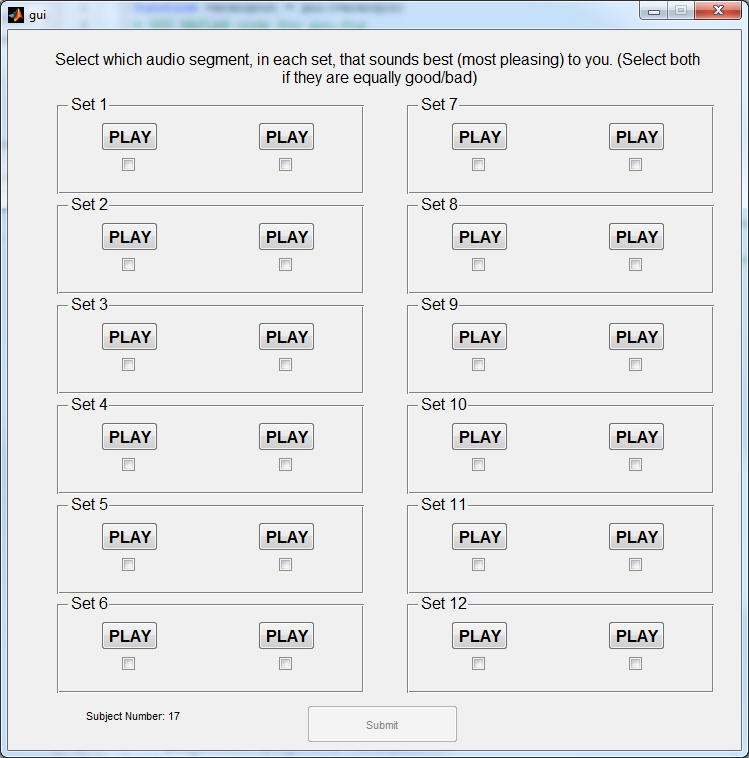 gui
Select which audio segment, in each set, that sounds best (most pleasing) to you. (Select both
if they are equally good/bad)
Set 1
PLAY PLAY
Set 2
PLAY PLAY
Set 3
PLAY PLAY
Set 4
PLAY PLAY
Set 5
PLAY PLAY
Set 6
PLAY PLAY
Set 7
PLAY PLAY
Set 8
PLAY PLAY
Set 9
PLAY PLAY
Set 10
PLAY PLAY
Set 11
PLAY PLAY
Set 12
PLAY PLAY
Subject Number: 17
Submit